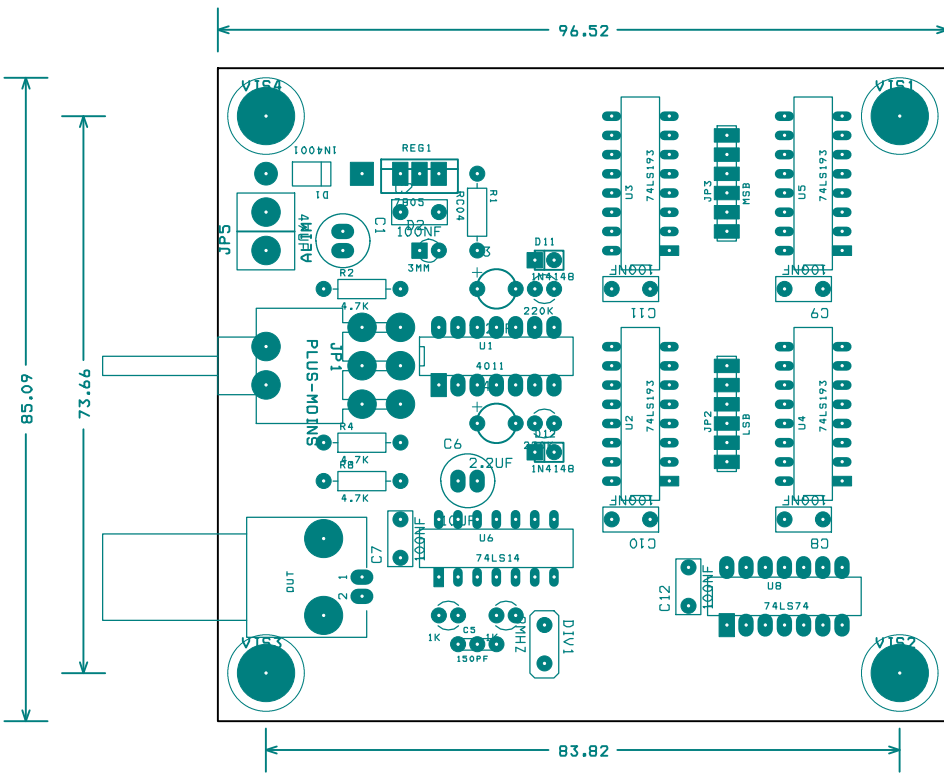 96.52
VIS4
VIS1
1N4001
REG1
D1
7805
R1
RC04
100NF
D2
3MM
C1
JP5
ALIM
D11
1N4148
220K
R2
4.7K
U3
74LS193
JP3
MSB
U5
74LS193
100NF
C11
100NF
C9
85.09
73.66
JP1
PLUS-MOINS
U1
4011
R4
4.7K
4.7K
C6
2.2UF
D12
1N4148
U2
74LS193
JP2
LSB
U4
74LS193
100NF
C10
100NF
C8
OUT
1
2
C7
100NF
U6
74LS14
C12
100NF
U8
74LS74
1K
C5
1K
150PF
DIV1
VIS3
VIS2
83.82